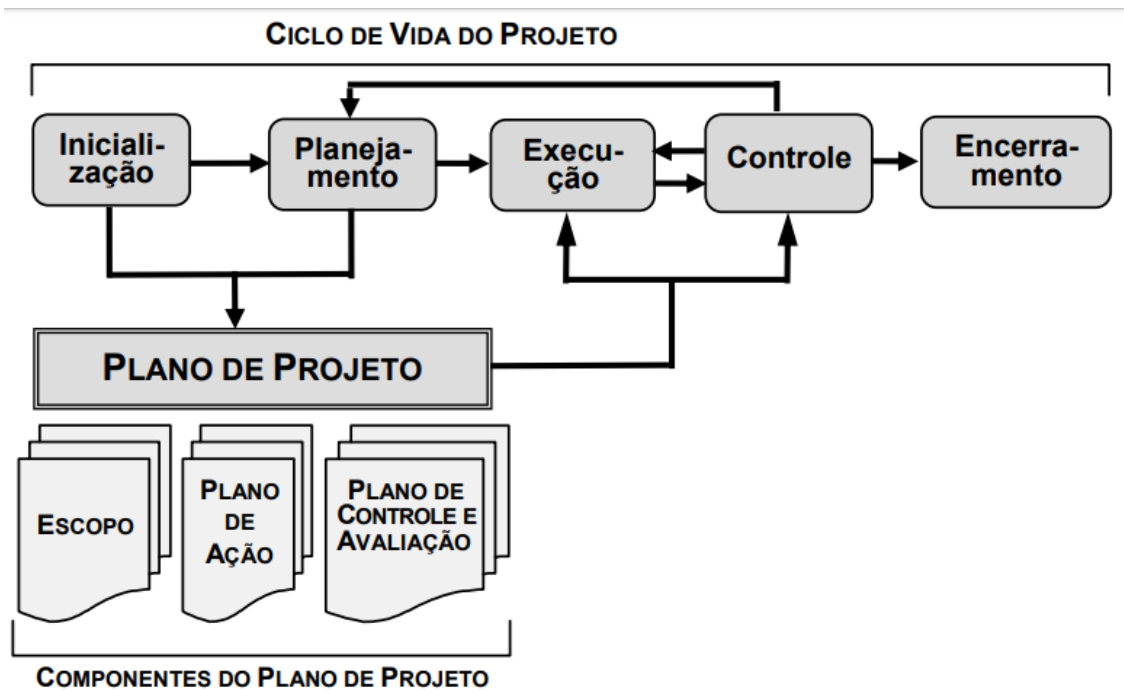 CICLO DE VIDA DO PROJETO
Iniciali-
zação
Planeja-
mento
Execu-
ção
Controle
Encerra-
mento
PLANO DE PROJETO
ESCOPO
PLANO
DE
AÇÃO
PLANO DE
CONTROLE E
AVALIAÇÃO
COMPONENTES DO PLANO DE PROJETO